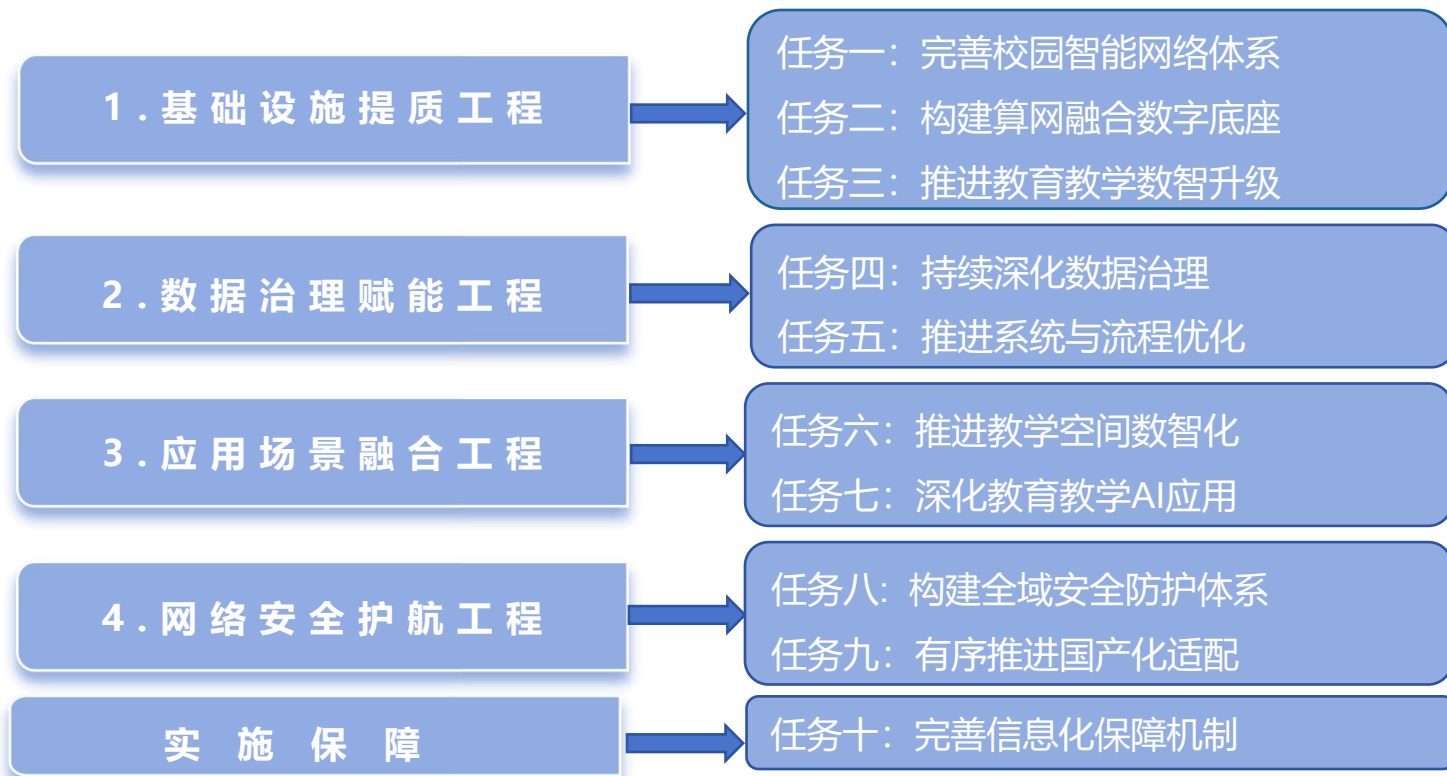 1.基础设施提质工程
任务一：完善校园智能网络体系
任务二：构建算网融合数字底座
任务三：推进教育教学数智升级
2.数据治理赋能工程
任务四：持续深化数据治理
任务五：推进系统与流程优化
3.应用场景融合工程
任务六：推进教学空间数智化
任务七：深化教育教学AI应用
4.网络安全护航工程
任务八：构建全域安全防护体系
任务九：有序推进国产化适配
实施保障
任务十：完善信息化保障机制